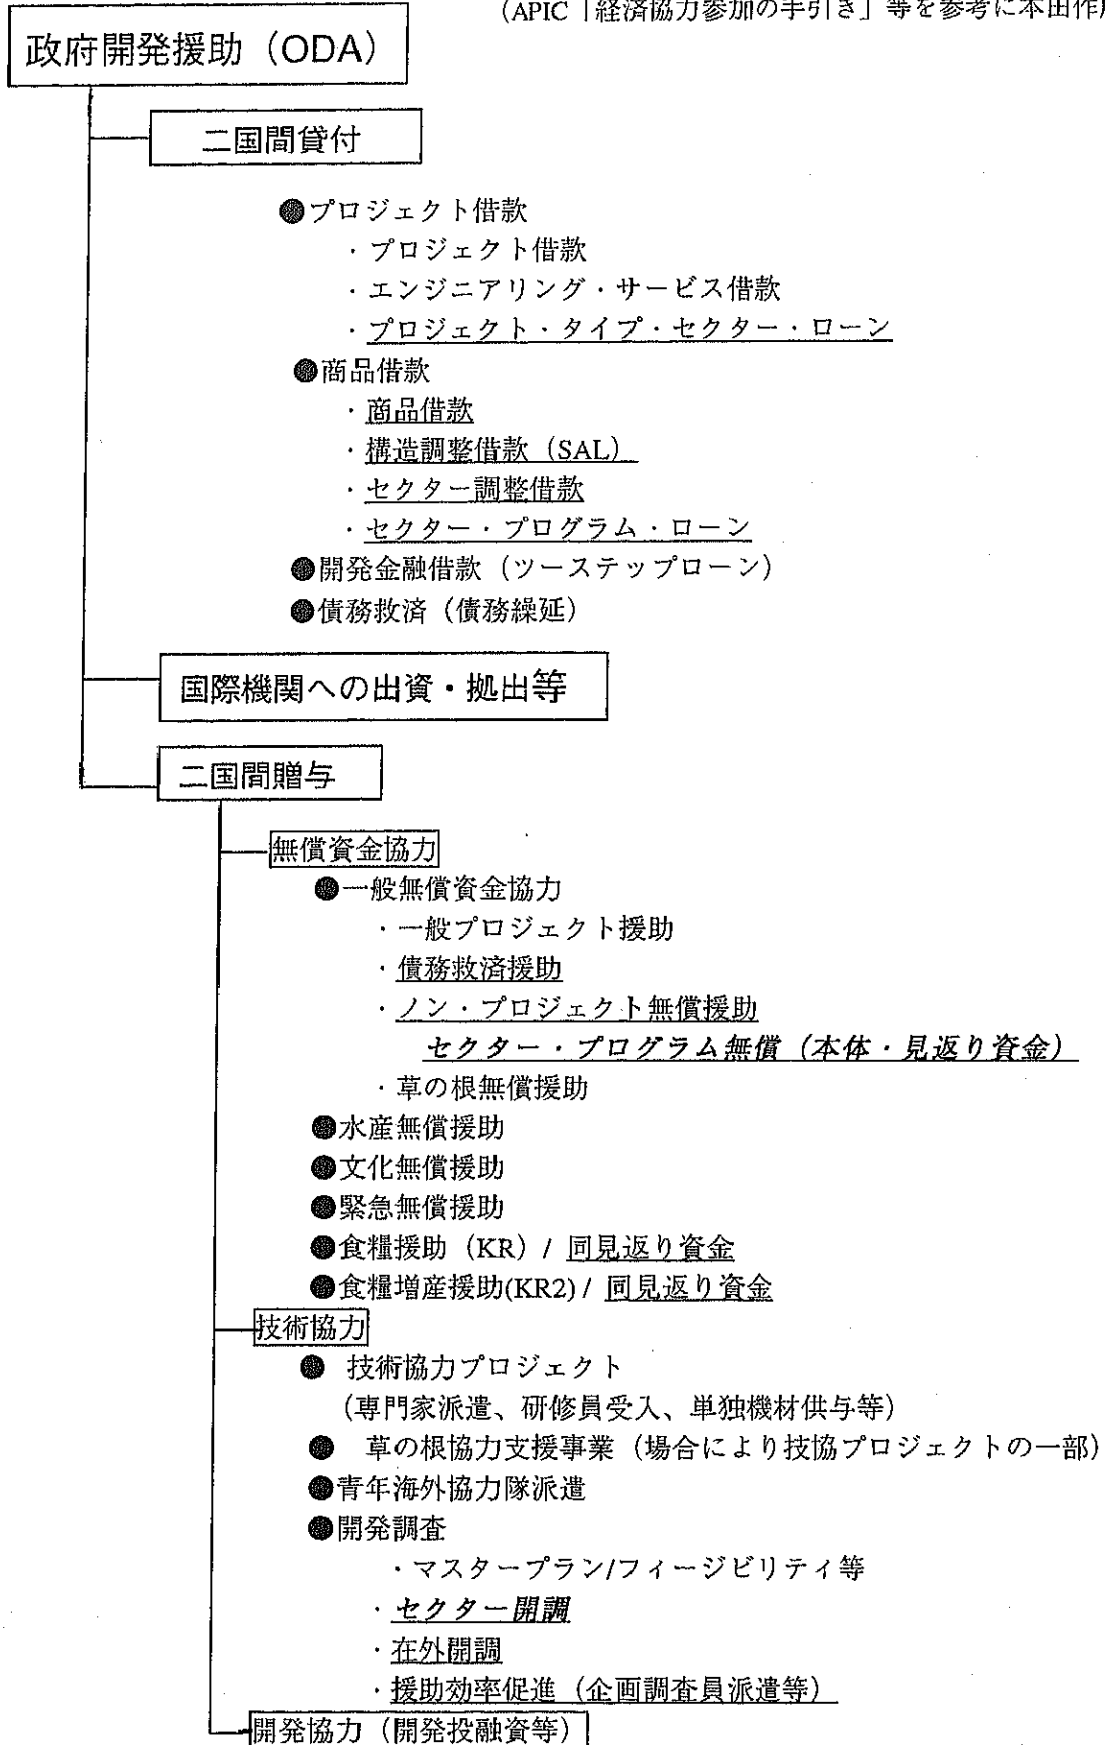 (APIC「経済協力参加の手引き」等を参考に本田作
政府開発援助（ODA）
二国間貸付
●プロジェクト借款
・プロジェクト借款
・エンジニアリング・サービス借款
・プロジェクト・タイプ・セクター・ローン
●商品借款
・商品借款
・構造調整借款（SAL）
・セクター調整借款
・セクター・プログラム・ローン
●開発金融借款（ツーステップローン）
●債務救済（債務繰延）
国際機関への出資・拠出等
二国間贈与
無償資金協力
●一般無償資金協力
・一般プロジェクト援助
・債務救済援助
・ノン・プロジェクト無償援助
セクター・プログラム無償（本体・見返り資金）
・草の根無償援助
●水産無償援助
●文化無償援助
●緊急無償援助
●食糧援助（KR）/ 同見返り資金
●食糧増産援助(KR2) / 同見返り資金
技術協力
● 技術協力プロジェクト
（専門家派遣、研修員受入、単独機材供与等）
● 草の根協力支援事業（場合により技協プロジェクトの一部）
●青年海外協力隊派遣
●開発調査
・マスタープラン/フィージビリティ等
・セクター開調
・在外開調
・援助効率促進（企画調査員派遣等）
開発協力（開発投融資等）